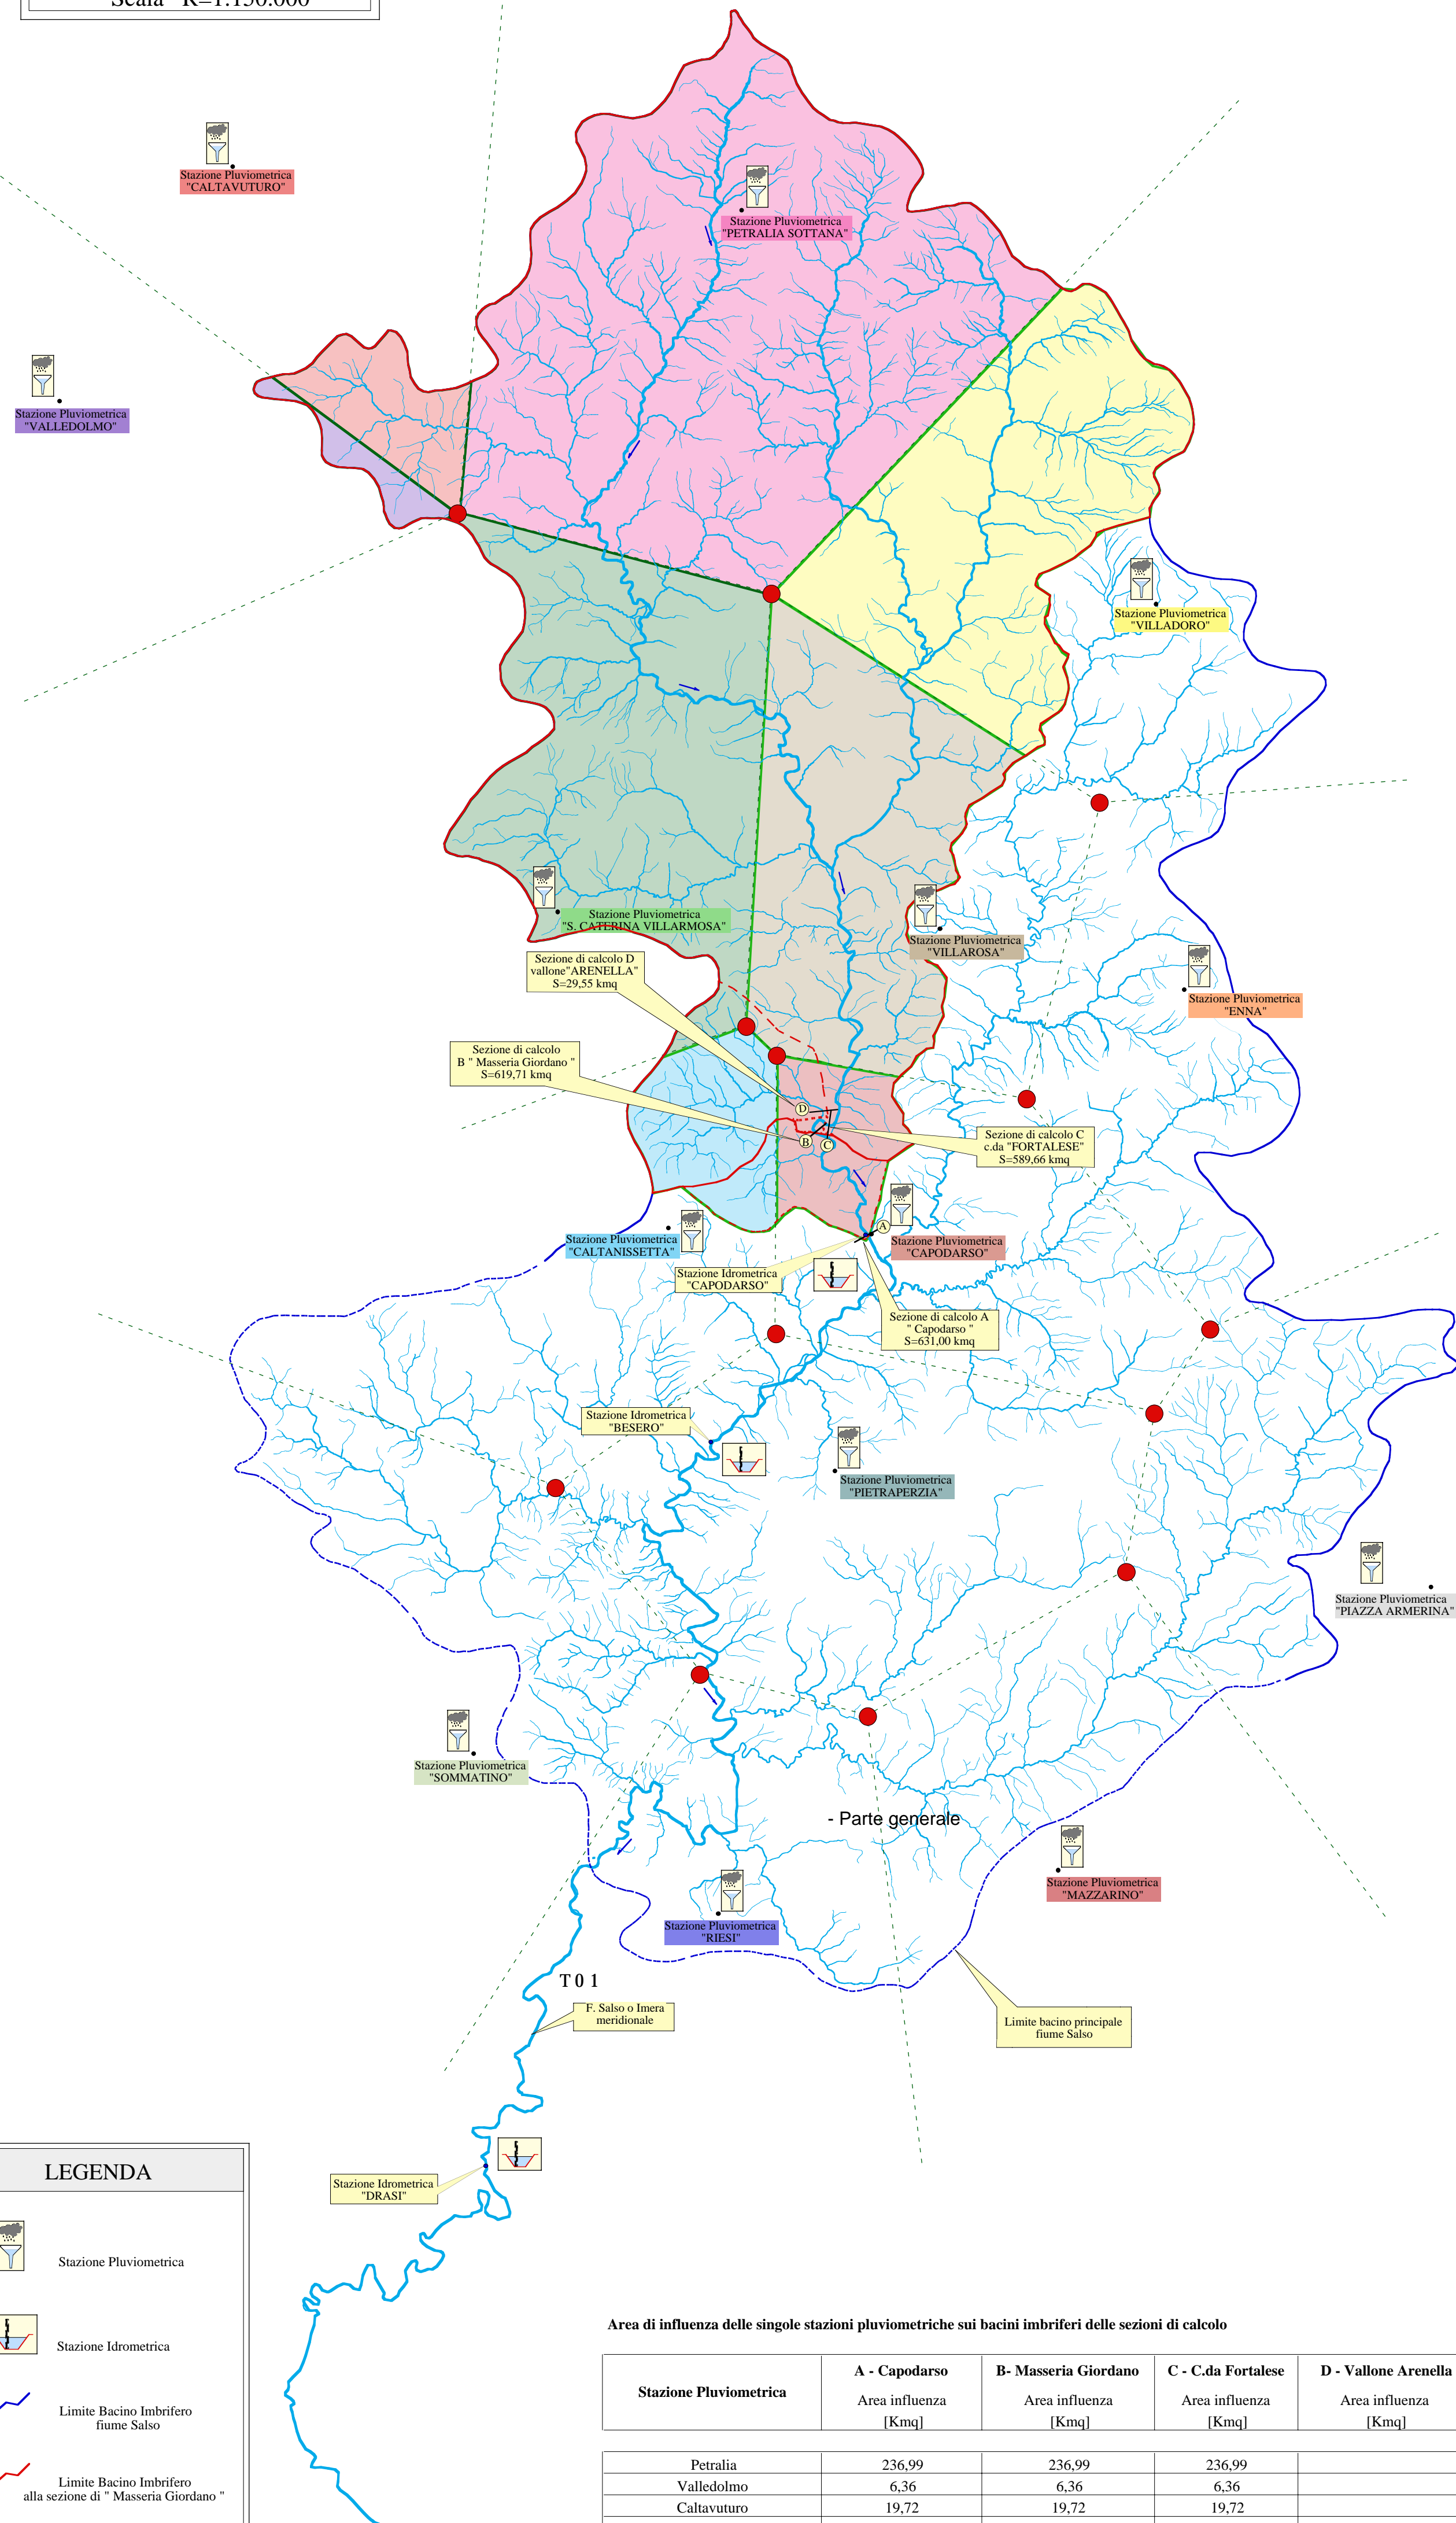 Scala R=1:150.000
Stazione Pluviometrica
"CALTAVUTURO"
Stazione Pluviometrica
"PETRALIA SOTTANA"
Stazione Pluviometrica
"VALLEDOLMO"
Stazione Pluviometrica
"VILLADORO"
Stazione Pluviometrica
"S. CATERINA VILLARMOSA"
Stazione Pluviometrica
"VILLAROSA"
Sezione di calcolo D
vallone"ARENELLA"
S=29,55 kmq
Stazione Pluviometrica
"ENNA"
Sezione di calcolo
B " Masseria Giordano "
S=619,71 kmq
D
B
C
Sezione di calcolo C
c.da "FORTALESE"
S=589,66 kmq
A
Stazione Pluviometrica
"CALTANISSETTA"
Stazione Pluviometrica
"CAPODARSO"
Stazione Idrometrica
"CAPODARSO"
Sezione di calcolo A
" Capodarso "
S=631,00 kmq
Stazione Idrometrica
"BESERO"
Stazione Pluviometrica
"PIETRAPERZIA"
Stazione Pluviometrica
"PIAZZA ARMERINA"
Stazione Pluviometrica
"SOMMATINO"
- Parte generale
Stazione Pluviometrica
"MAZZARINO"
Stazione Pluviometrica
"RIESI"
T01
F. Salso o Imera
meridionale
Limite bacino principale
fiume Salso
Stazione Idrometrica
"DRASI"
LEGENDA
Stazione Pluviometrica
Stazione Idrometrica
Limite Bacino Imbrifero
fiume Salso
Limite Bacino Imbrifero
alla sezione di " Masseria Giordano "
Area di influenza delle singole stazioni pluviometriche sui bacini imbriferi delle sezioni di calcolo
Stazione Pluviometrica A - Capodarso B- Masseria Giordano C - C.da Fortalese D - Vallone Arenella
Area influenza Area influenza Area influenza Area influenza
[Kmq] [Kmq] [Kmq] [Kmq]
Petralia 236,99 236,99 236,99
Valledolmo 6,36 6,36 6,36
Caltavuturo 19,72 19,72 19,72